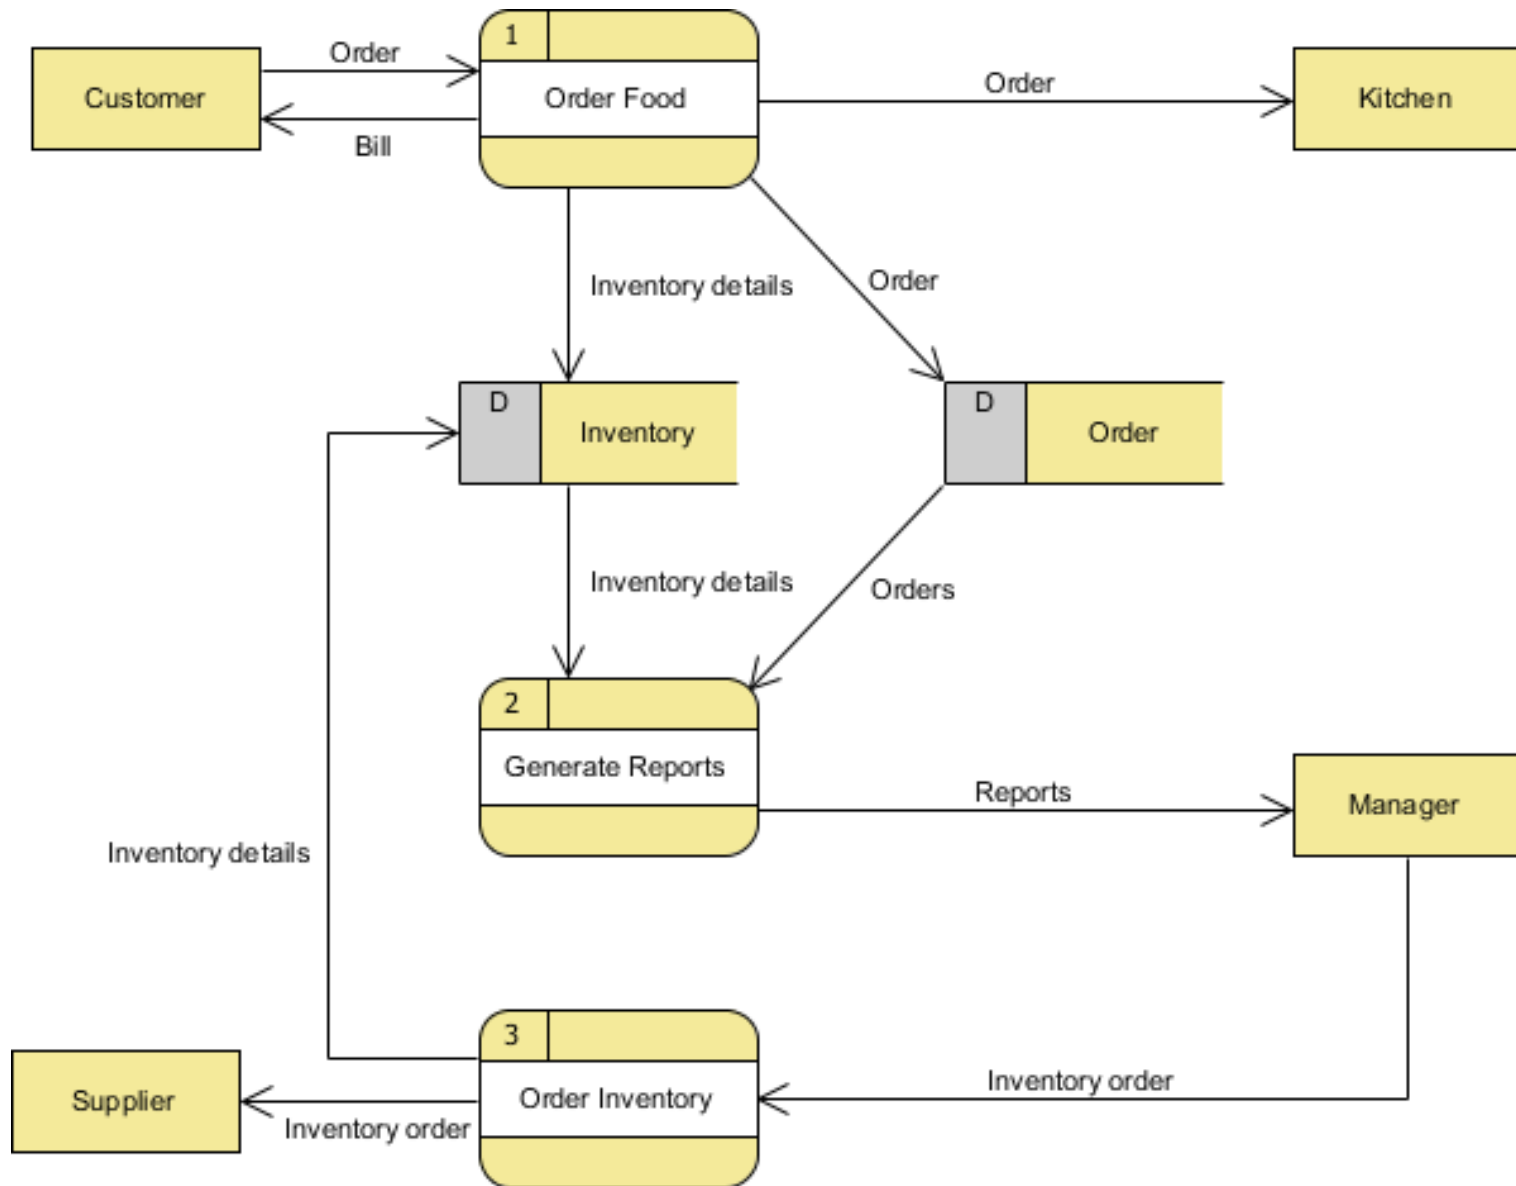 1
Order
Customer
Order Food
Order
Kitchen
Bill
Inventory details
Order
D
Inventory
D
Order
Inventory details
Orders
2
Generate Reports
Reports
Manager
Inventory details
3
Order Inventory
Inventory order
Supplier
Inventory order